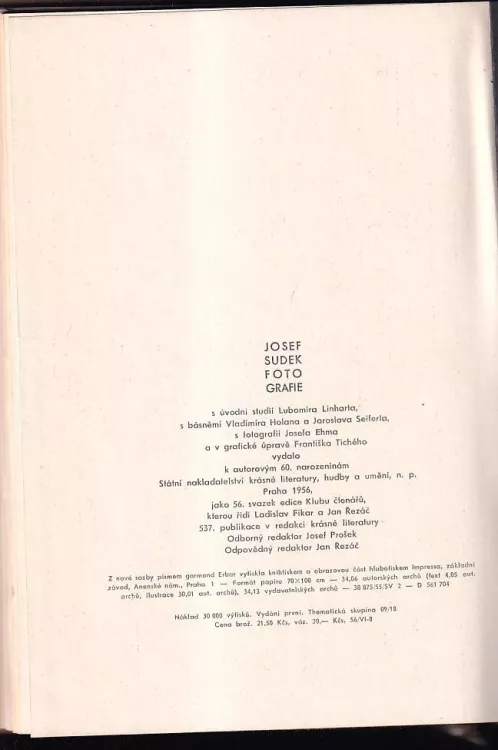 JOSEF
SUDEK
FOTO
GRAFIE
s úvodní studií Lubomíra Linharta,
s básněmi Vladimíra Holana a Jaroslava Seiferta,
s fotografií Josefa Ehma
a v grafické úpravě Františka Tichého
vydalo
k autorovým 60. narozeninám
Státní nakladatelství krásné literatury, hudby a umění, n. p.
Praha 1956,
jako 56. svazek edice Klubu čtenářů,
kterou řídí Ladislav Fikar a Jan Řezáč
537. publikace v redakci krásné literatury
Odborný redaktor Josef Prošek
Odpovědný redaktor Jan Řezáč
Z nové sazby písmem garmond Erbar vytiskla knihtiskem a obrazovou část hlubotiskem Impressa, základní
závod, Anenské nám., Praha 1 — Formát papíru 70×100 cm — 34,06 autorských archů (text 4,05 aut.
archů, ilustrace 30,01 aut. archů), 34,13 vydavatelských archů — 38 075/55/SV 2 — D 561 704
Náklad 30 000 výtisků. Vydání první. Thematická skupina 09/18
Cena brož. 21,50 Kčs, váz. 30,— Kčs, 56/VI-8